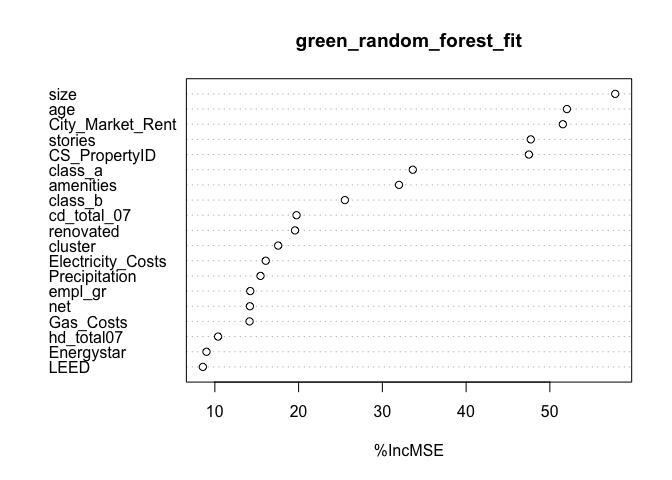 green_random_forest_fit
size
age
City_Market_Rent
stories
CS_PropertyID
class_a
amenities
class_b
cd_total_07
renovated
cluster
Electricity_Costs
Precipitation
empl_gr
net
Gas_Costs
hd_total07
Energystar
LEED
10 20 30 40 50
%IncMSE